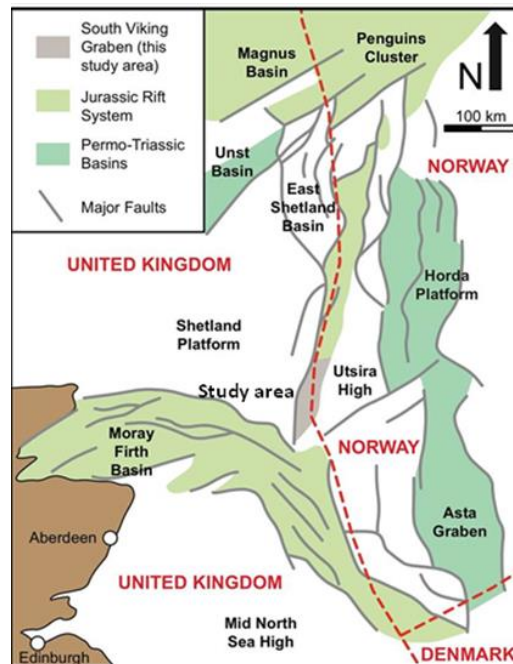 South Viking
Graben (this
study area)
Jurassic Rift
System
Permo-Triassic
Basins
Major Faults
Magnus
Basin
Penguins
Cluster
N
100 km
Unst
Basin
NORWAY
East
Shetland
Basin
UNITED KINGDOM
Horda
Platform
Shetland
Platform
Utsira
High
Study area
NORWAY
Moray
Firth
Basin
Asta
Graben
Aberdeen
UNITED KINGDOM
Mid North
Sea High
Edinburgh
DENMARK